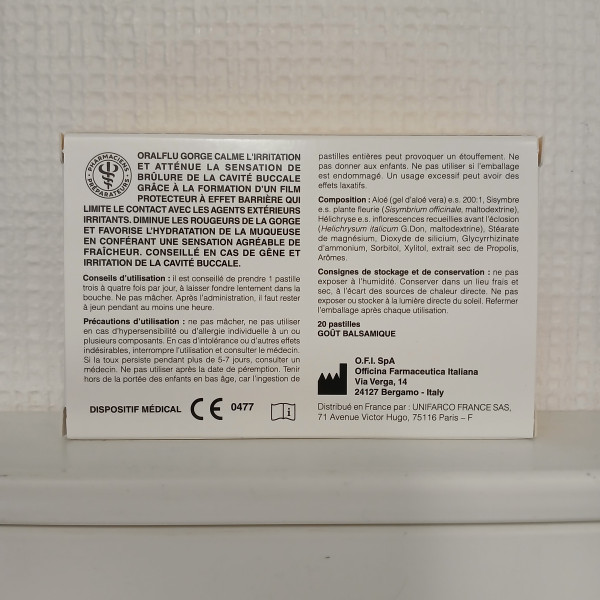 PHARMACIENS
PRÉPARATEURS
ORALFLU GORGE CALME L'IRRITATION
ET ATTÉNUE LA SENSATION DE
BRÛLURE DE LA CAVITÉ BUCCALE
GRÂCE À LA FORMATION D'UN FILM
PROTECTEUR À EFFET BARRIÈRE QUI
LIMITE LE CONTACT AVEC LES AGENTS EXTÉRIEURS
IRRITANTS. DIMINUE LES ROUGEURS DE LA GORGE
ET FAVORISE L'HYDRATATION DE LA MUQUEUSE
EN CONFÉRANT UNE SENSATION AGRÉABLE DE
FRAÎCHEUR. CONSEILLÉ EN CAS DE GÊNE ET
IRRITATION DE LA CAVITÉ BUCCALE.
Conseils d'utilisation : il est conseillé de prendre 1 pastille
trois à quatre fois par jour, à laisser fondre lentement dans la
bouche. Ne pas mâcher. Après l'administration, il faut rester
à jeun pendant au moins une heure.
Précautions d'utilisation : ne pas mâcher, ne pas utiliser
en cas d'hypersensibilité ou d'allergie individuelle à un ou
plusieurs composants. En cas d'intolérance ou d'autres effets
indésirables, interrompre l'utilisation et consulter le médecin.
Si la toux persiste pendant plus de 5-7 jours, consulter un
médecin. Ne pas utiliser après la date de péremption. Tenir
hors de la portée des enfants en bas âge, car l'ingestion de
DISPOSITIF MÉDICAL CE 0477
pastilles entières peut provoquer un étouffement. Ne
pas donner aux enfants. Ne pas utiliser si l'emballage
est endommagé. Un usage excessif peut avoir des
effets laxatifs.
Composition : Aloé (gel d'aloé vera) e.s. 200:1, Sisymbre
e.s. plante fleurie (Sisymbrium officinale, maltodextrine),
Hélichryse e.s. inflorescences recueillies avant l'éclosion
(Helichrysum italicum G.Don, maltodextrine), Stéarate
de magnésium, Dioxyde de silicium, Glycyrrhizinate
d'ammonium, Sorbitol, Xylitol, extrait sec de Propolis,
Arômes.
Consignes de stockage et de conservation : ne pas
exposer à l'humidité. Conserver dans un lieu frais et
sec, à l'écart des sources de chaleur directe. Ne pas
exposer ou stocker à la lumière directe du soleil. Refermer
l'emballage après chaque utilisation.
20 pastilles
GOÛT BALSAMIQUE
O.F.I. SpA
Officina Farmaceutica Italiana
Via Verga, 14
24127 Bergamo - Italy
Distribué en France par : UNIFARCO FRANCE SAS,
71 Avenue Victor Hugo, 75116 Paris – F